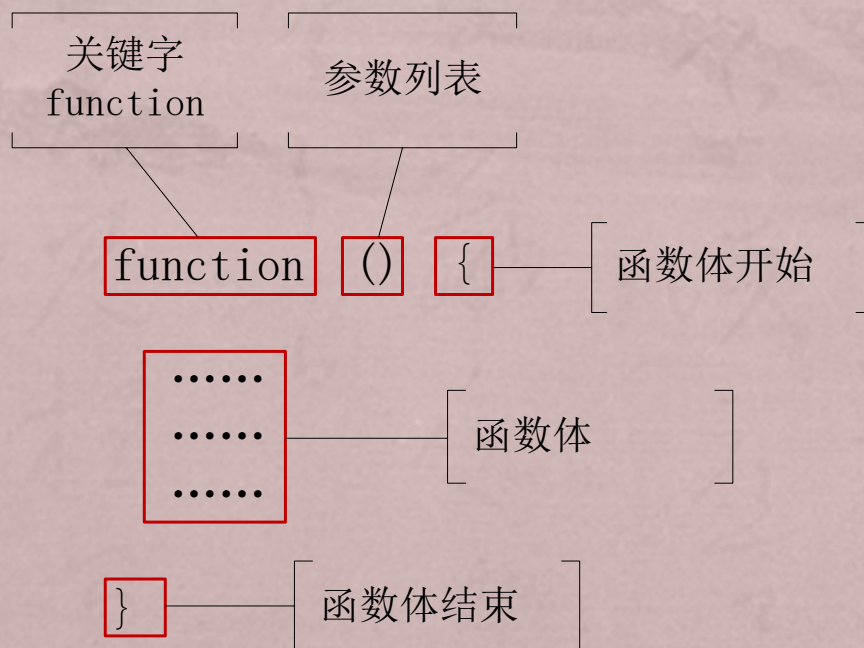 关键字
function
参数列表
function () {
函数体开始
......
......
函数体
......
}
函数体结束